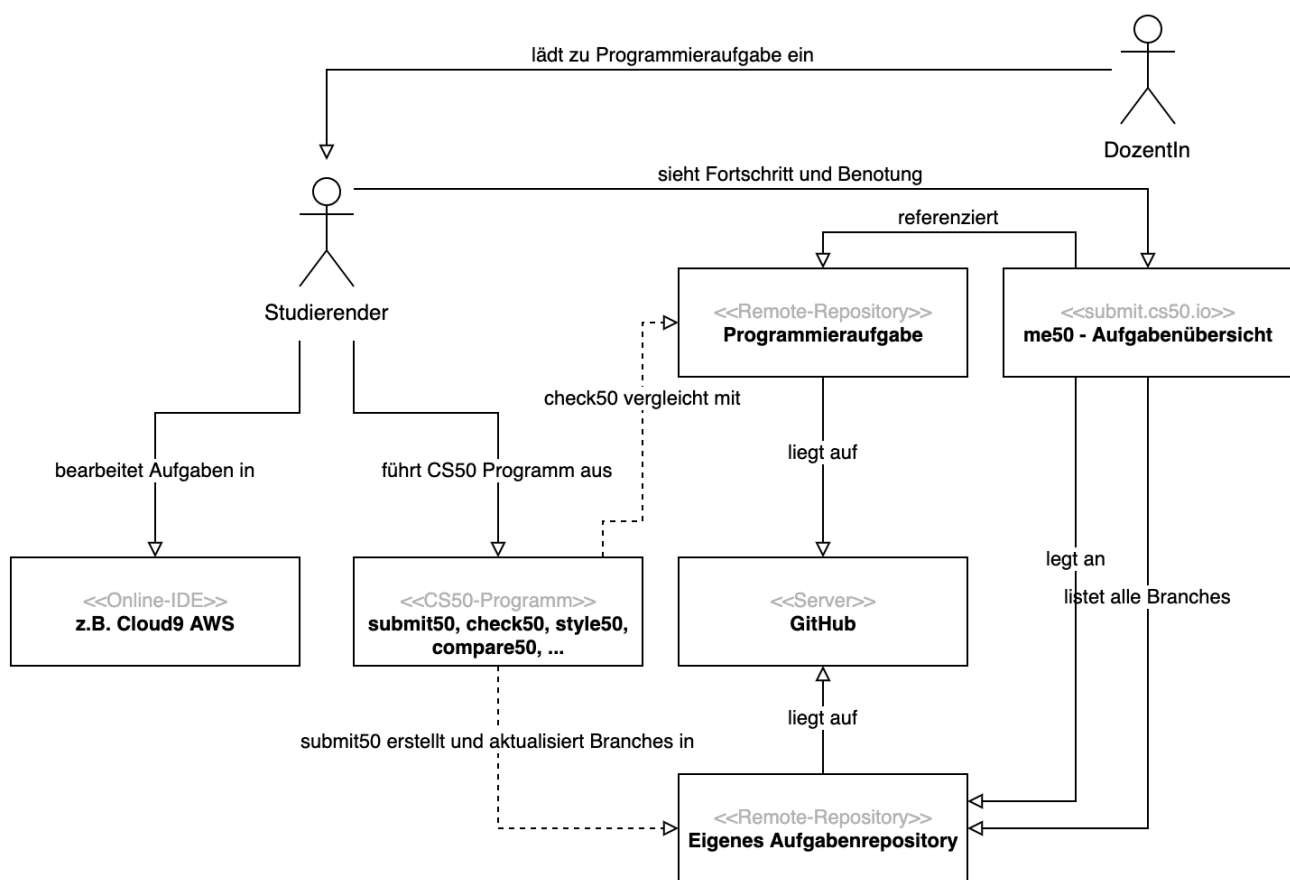 lädt zu Programmieraufgabe ein
DozentIn
sieht Fortschritt und Benotung
referenziert
Studierender
<<Remote-Repository>>
Programmieraufgabe
<<submit.cs50.io>>
me50 - Aufgabenübersicht
check50 vergleicht mit
liegt auf
bearbeitet Aufgaben in
führt CS50 Programm aus
legt an
listet alle Branches
<<Online-IDE>>
z.B. Cloud9 AWS
<<CS50-Programm>>
submit50, check50, style50,
compare50, ...
<<Server>>
GitHub
liegt auf
submit50 erstellt und aktualisiert Branches in
<<Remote-Repository>>
Eigenes Aufgabenrepository